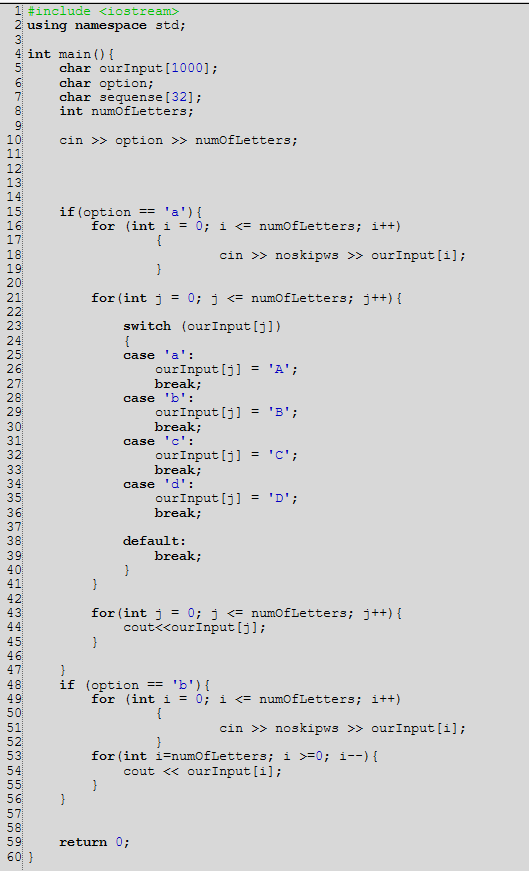 1 #include <iostream>
2 using namespace std;
3
4 int main(){
5     char ourInput[1000];
6     char option;
7     char sequense[32];
8     int numOfLetters;
9
10     cin >> option >> numOfLetters;
11
12
13
14
15     if(option == 'a'){
16         for (int i = 0; i <= numOfLetters; i++)
17                 {
18                         cin >> noskipws >> ourInput[i];
19                 }
20
21         for(int j = 0; j <= numOfLetters; j++){
22
23             switch (ourInput[j])
24             {
25             case 'a':
26                 ourInput[j] = 'A';
27                 break;
28             case 'b':
29                 ourInput[j] = 'B';
30                 break;
31             case 'c':
32                 ourInput[j] = 'C';
33                 break;
34             case 'd':
35                 ourInput[j] = 'D';
36                 break;
37
38             default:
39                 break;
40             }
41         }
42
43         for(int j = 0; j <= numOfLetters; j++){
44             cout<<ourInput[j];
45         }
46
47     }
48     if (option == 'b'){
49         for (int i = 0; i <= numOfLetters; i++)
50                 {
51                         cin >> noskipws >> ourInput[i];
52                 }
53         for(int i=numOfLetters; i >=0; i--){
54             cout << ourInput[i];
55         }
56     }
57
58
59     return 0;
60 }